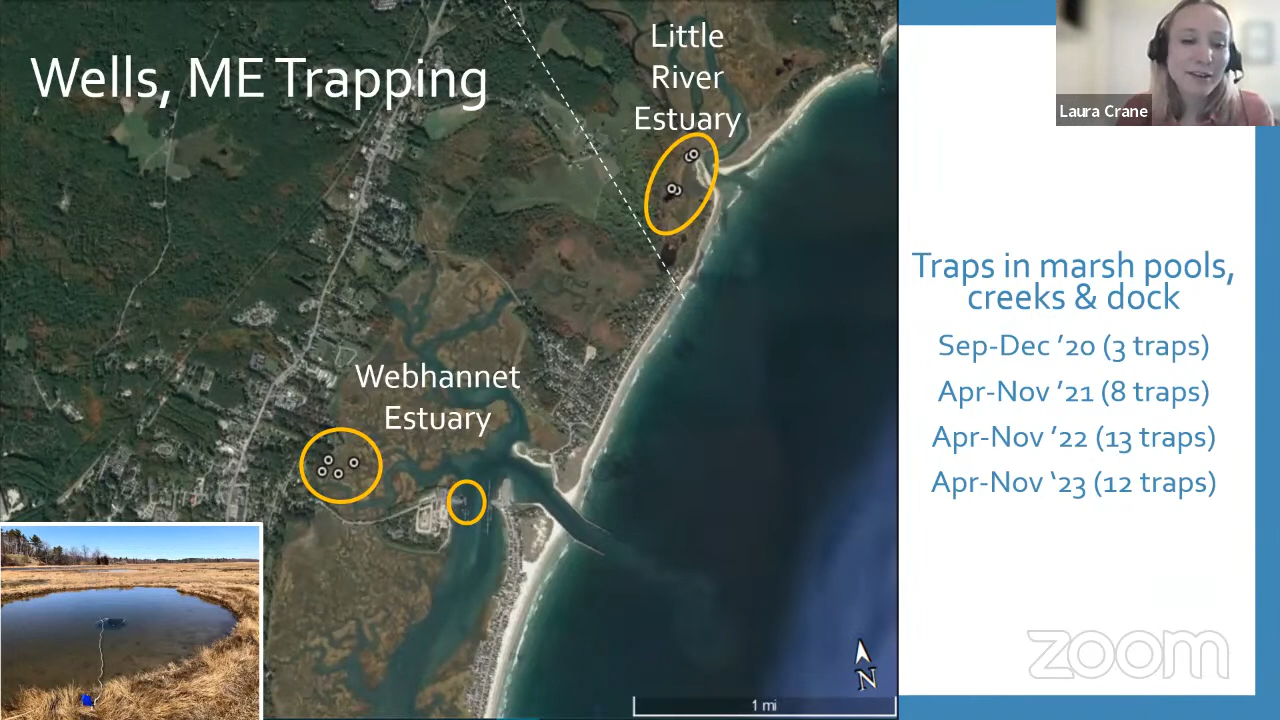 Wells, ME Trapping
Little
River
Estuary
Laura Crane
Webhannet
Estuary
Traps in marsh pools,
creeks & dock
Sep-Dec ’20 (3 traps)
Apr-Nov ’21 (8 traps)
Apr-Nov ’22 (13 traps)
Apr-Nov ‘23 (12 traps)
N
1 mi
zoom